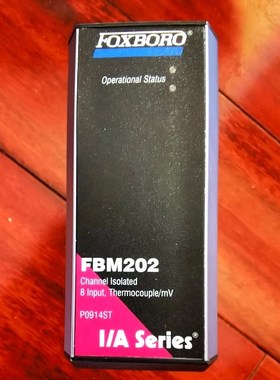 FOXBORO®
Operational Status
FBM202
Channel Isolated
8 Input, Thermocouple/mV
P0914ST
I/A Series®